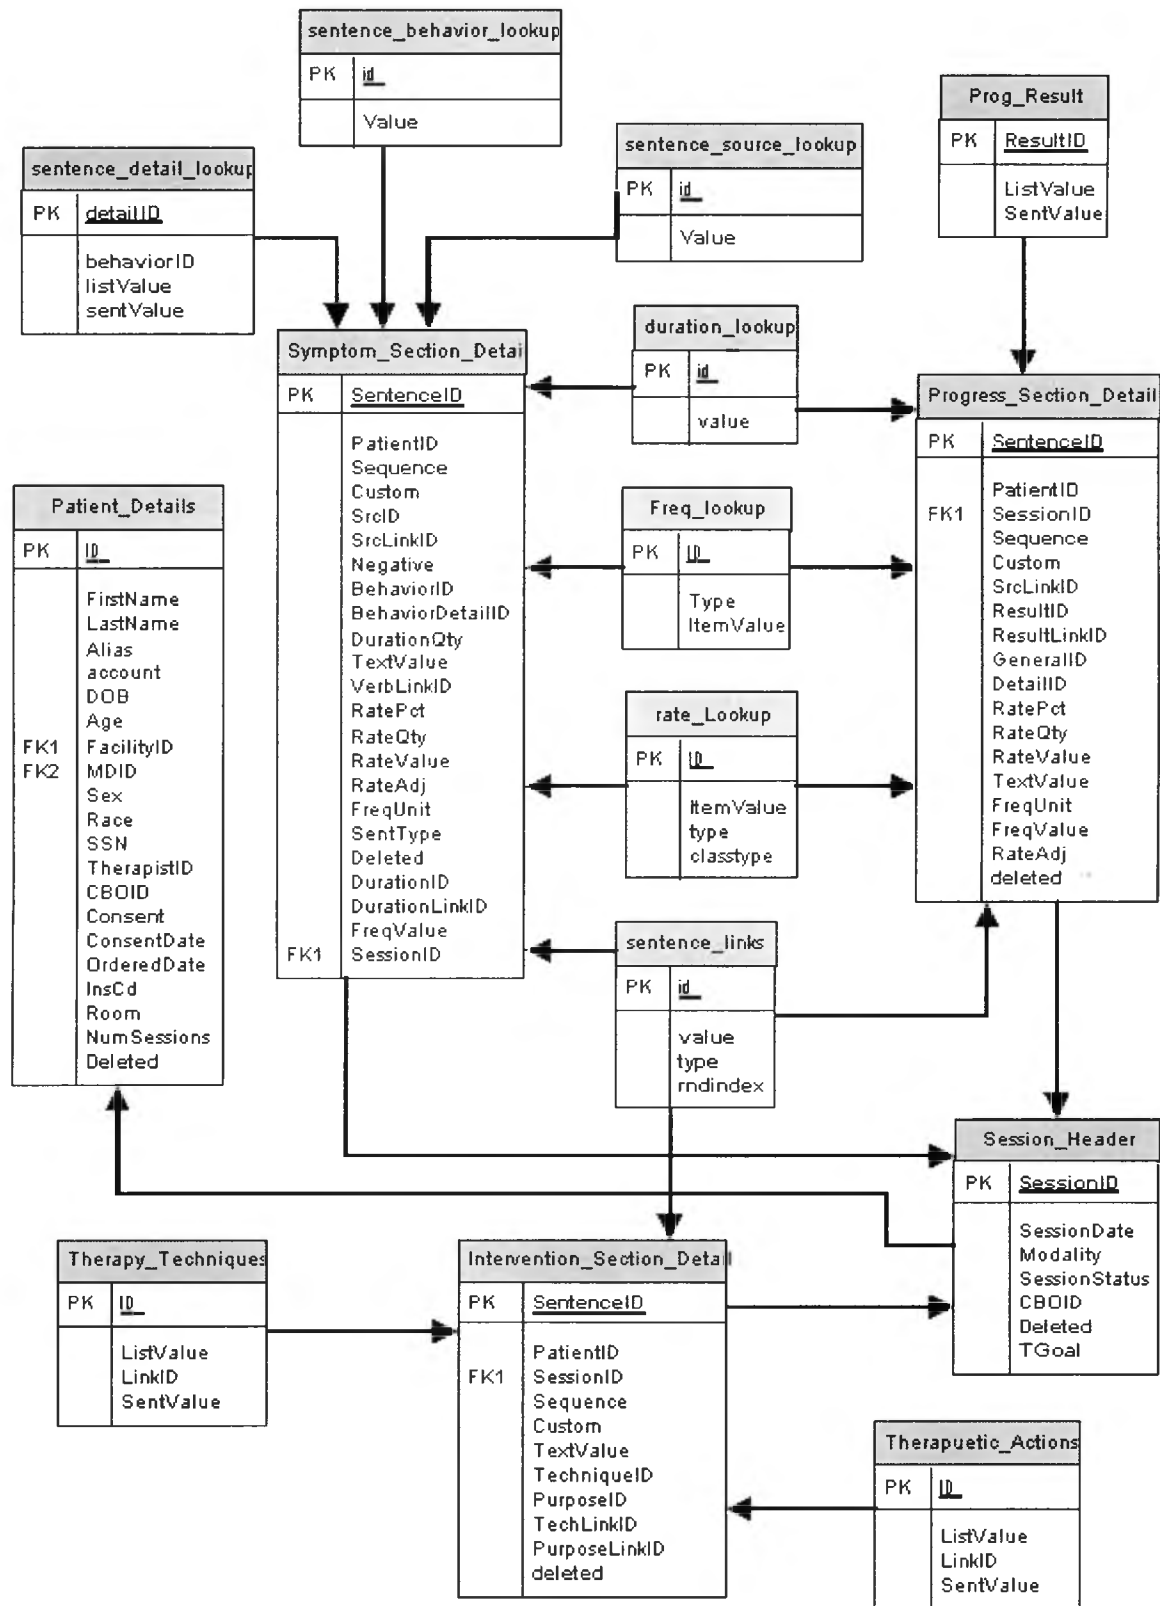 sentence_behavior_lookup
PK id
Value
Prog_Result
PK ResultID
ListValue
SentValue
sentence_source_lookup
PK id
Value
sentence_detail_lookup
PK detailID
behaviorID
listValue
sentValue
duration_lookup
PK id
value
Symptom_Section_Detail
PK SentenceID
PatientID
Sequence
Custom
SrcID
SrcLinkID
Negative
BehaviorID
BehaviorDetailID
DurationQty
TextValue
VerbLinkID
RatePct
RateQty
RateValue
RateAdj
FreqUnit
SentType
Deleted
DurationID
DurationLinkID
FreqValue
FK1 SessionID
Progress_Section_Detail
PK SentenceID
PatientID
FK1 SessionID
Sequence
Custom
SrcLinkID
ResultID
ResultLinkID
GeneralID
DetailID
RatePct
RateQty
RateValue
TextValue
FreqUnit
FreqValue
RateAdj
deleted
Patient_Details
PK ID
FirstName
LastName
Alias
account
DOB
Age
FK1 FacilityID
FK2 MDID
Sex
Race
SSN
TherapistID
CBOID
Consent
ConsentDate
OrderedDate
InsCd
Room
NumSessions
Deleted
Freq_lookup
PK ID
Type
ItemValue
rate_Lookup
PK ID
ItemValue
type
classtype
sentence_links
PK id
value
type
rndindex
Session_Header
PK SessionID
SessionDate
Modality
SessionStatus
CBOID
Deleted
TGoal
Therapy_Techniques
PK ID
ListValue
LinkID
SentValue
Intervention_Section_Detail
PK SentenceID
PatientID
FK1 SessionID
Sequence
Custom
TextValue
TechniqueID
PurposeID
TechLinkID
PurposeLinkID
deleted
Therapuetic_Actions
PK ID
ListValue
LinkID
SentValue